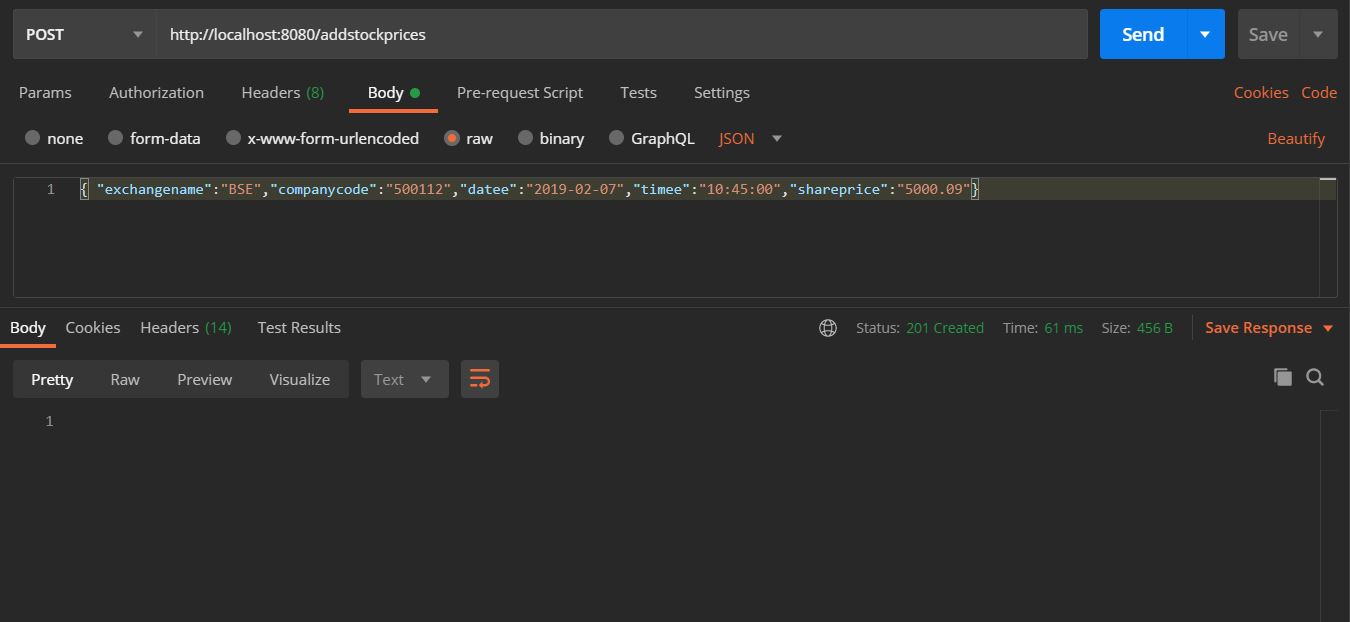 POST http://localhost:8080/addstockprices Send Save
Params Authorization Headers (8) Body Pre-request Script Tests Settings Cookies Code
none form-data x-www-form-urlencoded raw binary GraphQL JSON Beautify
1 { "exchangename":"BSE","companycode":"500112","datee":"2019-02-07","timee":"10:45:00","shareprice":"5000.09"}
Body Cookies Headers (14) Test Results Status: 201 Created Time: 61 ms Size: 456 B Save Response
Pretty Raw Preview Visualize Text
1